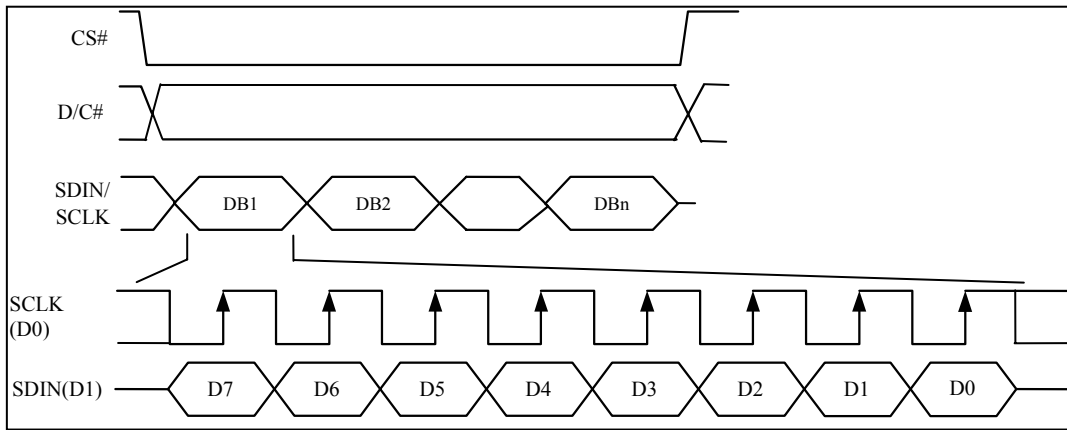 CS#
D/C#
SDIN/
SCLK
DB1 DB2 DBn
SCLK
(D0)
SDIN(D1) D7 D6 D5 D4 D3 D2 D1 D0